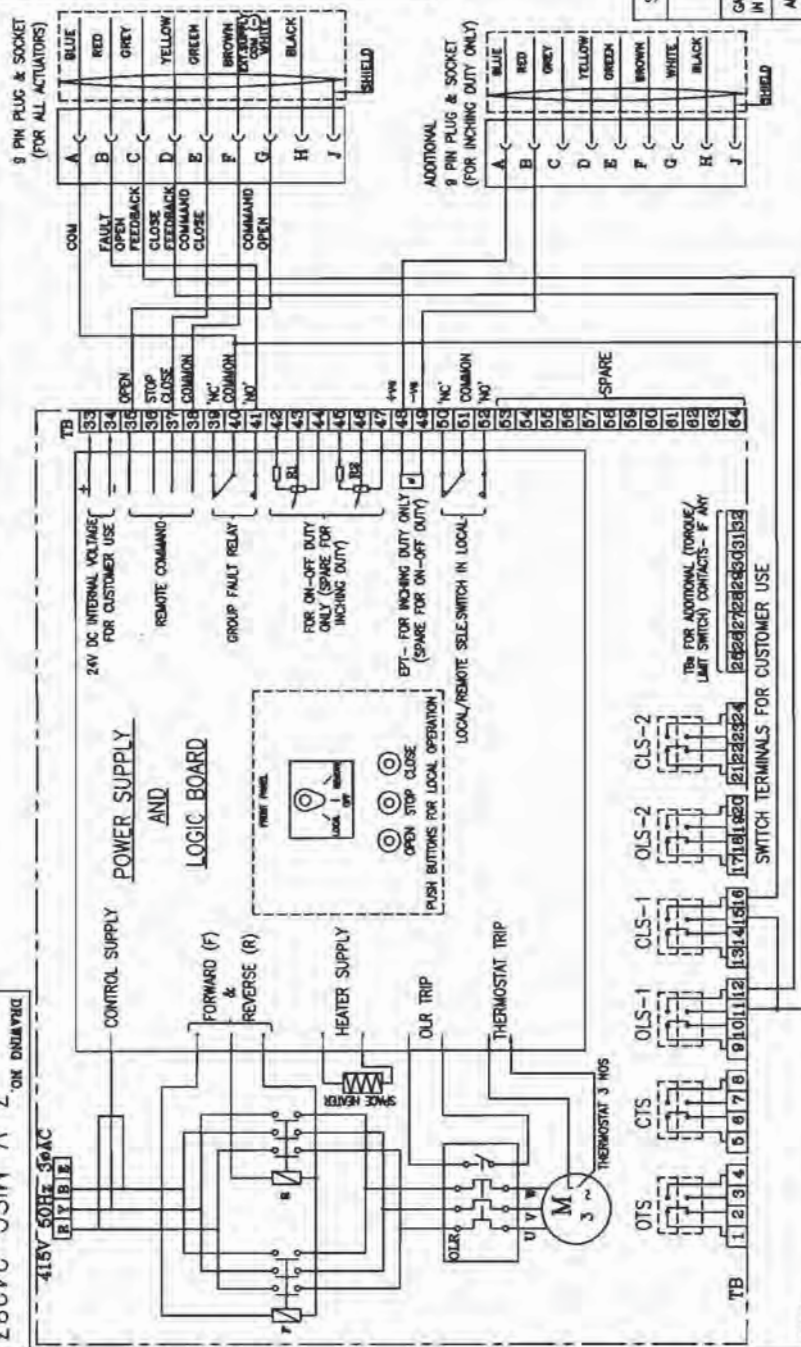 DRAWING NO.
415V 50Hz 3øAC
R Y B E
CONTROL SUPPLY
FORWARD (F)
&
REVERSE (R)
HEATER SUPPLY
SPACE HEATER
OLR TRIP
THERMOSTAT TRIP
THERMOSTAT 3 NOS
F
R
OLR
U V W
M
3 ~
POWER SUPPLY
AND
LOGIC BOARD
FRONT PANEL
LOCAL
OFF
REMOTE
OPEN STOP CLOSE
PUSH BUTTONS FOR LOCAL OPERATION
24V DC INTERNAL VOLTAGE
FOR CUSTOMER USE
+
-
REMOTE COMMAND
GROUP FAULT RELAY
FOR ON-OFF DUTY
ONLY (SPARE FOR
INCHING DUTY)
R1
R2
EPT- FOR INCHING DUTY ONLY
(SPARE FOR ON-OFF DUTY)
LOCAL/REMOTE SELE.SWITCH IN LOCAL
TB
33
34
35 OPEN
36 STOP
37 CLOSE
38 COMMON
39 'NC'
40 COMMON
41 'NO'
42
43
44
45
46
47
48 +ve
49 -ve
50 'NC'
51 COMMON
52 'NO'
53
54
55
56
57
58
59
60
61
62
63
64
SPARE
9 PIN PLUG & SOCKET
(FOR ALL ACTUATORS)
COM
FAULT
OPEN
FEEDBACK
CLOSE
FEEDBACK
COMMAND
CLOSE
COMMAND
OPEN
A BLUE
B RED
C GREY
D YELLOW
E GREEN
F BROWN
EXT.SUPPLY
COM (-)
G WHITE
H BLACK
J
SHIELD
ADDITIONAL
9 PIN PLUG & SOCKET
(FOR INCHING DUTY ONLY)
A BLUE
B RED
C GREY
D YELLOW
E GREEN
F BROWN
G WHITE
H BLACK
J
SHIELD
OTS CTS OLS-1 CLS-1 OLS-2 CLS-2
TBs FOR ADDITIONAL (TORQUE/
LIMIT SWITCH) CONTACTS- IF ANY
TB
1 2 3 4
5 6 7 8
9 10 11 12
13 14 15 16
17 18 19 20
21 22 23 24
25 26 27 28 29 30 31 32
SWITCH TERMINALS FOR CUSTOMER USE